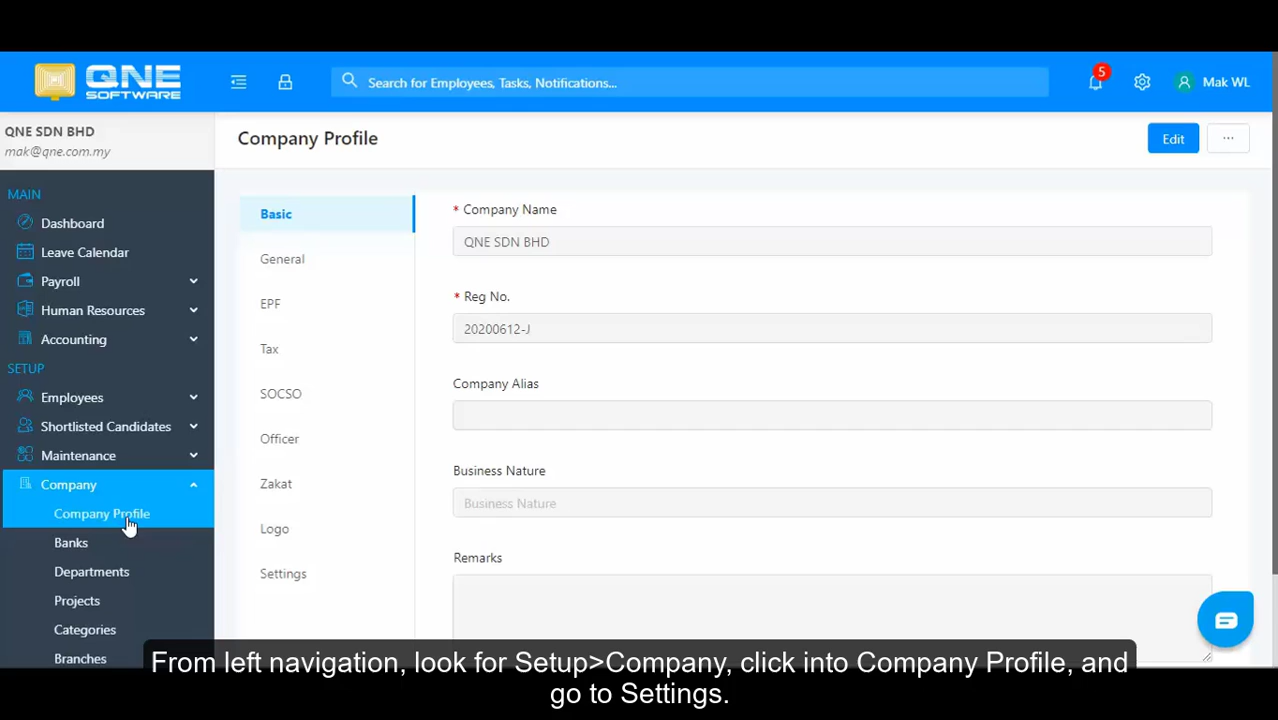 QNE
SOFTWARE
Search for Employees, Tasks, Notifications...
5
Mak WL
QNE SDN BHD
mak@qne.com.my
Company Profile
Edit
...
MAIN
Dashboard
Leave Calendar
Payroll
Human Resources
Accounting
SETUP
Employees
Shortlisted Candidates
Maintenance
Company
Company Profile
Banks
Departments
Projects
Categories
Branches
Basic
General
EPF
Tax
SOCSO
Officer
Zakat
Logo
Settings
* Company Name
QNE SDN BHD
* Reg No.
20200612-J
Company Alias
Business Nature
Business Nature
Remarks
From left navigation, look for Setup>Company, click into Company Profile, and
go to Settings.